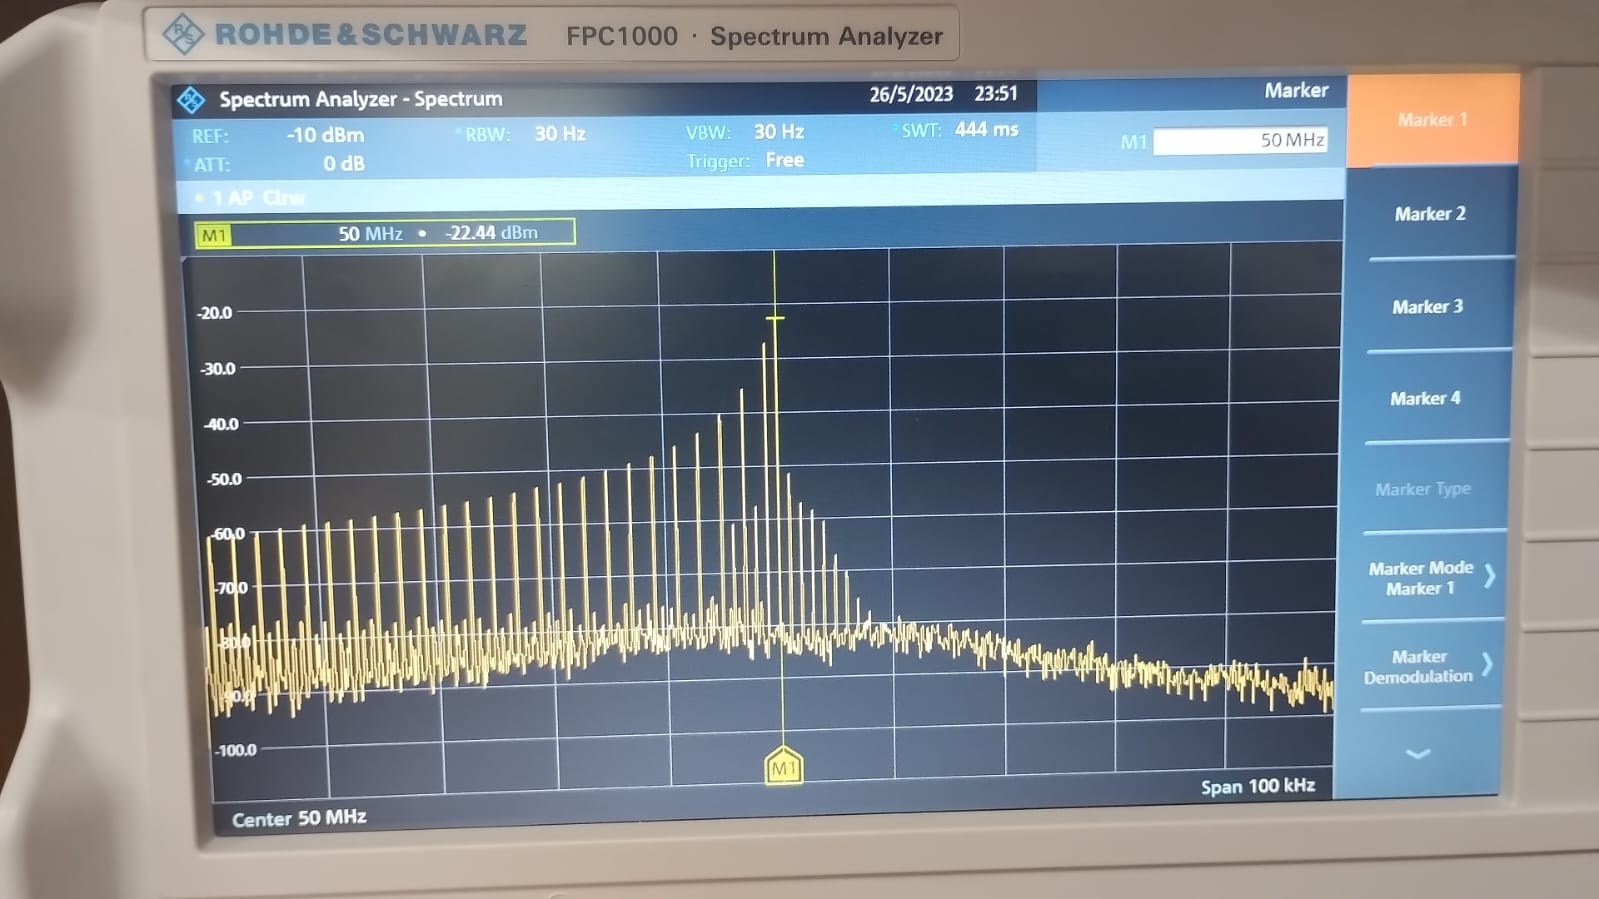 ROHDE&SCHWARZ FPC1000 · Spectrum Analyzer
Spectrum Analyzer - Spectrum 26/5/2023 23:51 Marker
REF: -10 dBm RBW: 30 Hz VBW: 30 Hz SWT: 444 ms M1 50 MHz
ATT: 0 dB Trigger: Free
1 AP Clrw
M1 50 MHz • -22.44 dBm
-20.0
-30.0
-40.0
-50.0
-60.0
-70.0
-80.0
-90.0
-100.0
M1
Center 50 MHz Span 100 kHz
Marker 1
Marker 2
Marker 3
Marker 4
Marker Type
Marker Mode
Marker 1
Marker
Demodulation